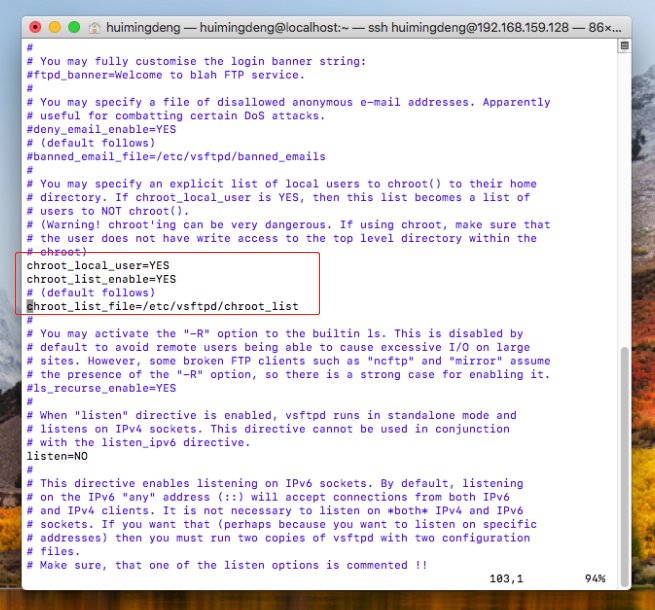 huimingdeng — huimingdeng@localhost:~ — ssh huimingdeng@192.168.159.128 — 86×...
#
# You may fully customise the login banner string:
#ftpd_banner=Welcome to blah FTP service.
#
# You may specify a file of disallowed anonymous e-mail addresses. Apparently
# useful for combatting certain DoS attacks.
#deny_email_enable=YES
# (default follows)
#banned_email_file=/etc/vsftpd/banned_emails
#
# You may specify an explicit list of local users to chroot() to their home
# directory. If chroot_local_user is YES, then this list becomes a list of
# users to NOT chroot().
# (Warning! chroot'ing can be very dangerous. If using chroot, make sure that
# the user does not have write access to the top level directory within the
# chroot)
chroot_local_user=YES
chroot_list_enable=YES
# (default follows)
chroot_list_file=/etc/vsftpd/chroot_list
#
# You may activate the "-R" option to the builtin ls. This is disabled by
# default to avoid remote users being able to cause excessive I/O on large
# sites. However, some broken FTP clients such as "ncftp" and "mirror" assume
# the presence of the "-R" option, so there is a strong case for enabling it.
#ls_recurse_enable=YES
#
# When "listen" directive is enabled, vsftpd runs in standalone mode and
# listens on IPv4 sockets. This directive cannot be used in conjunction
# with the listen_ipv6 directive.
listen=NO
#
# This directive enables listening on IPv6 sockets. By default, listening
# on the IPv6 "any" address (::) will accept connections from both IPv6
# and IPv4 clients. It is not necessary to listen on *both* IPv4 and IPv6
# sockets. If you want that (perhaps because you want to listen on specific
# addresses) then you must run two copies of vsftpd with two configuration
# files.
# Make sure, that one of the listen options is commented !!
103,1 94%